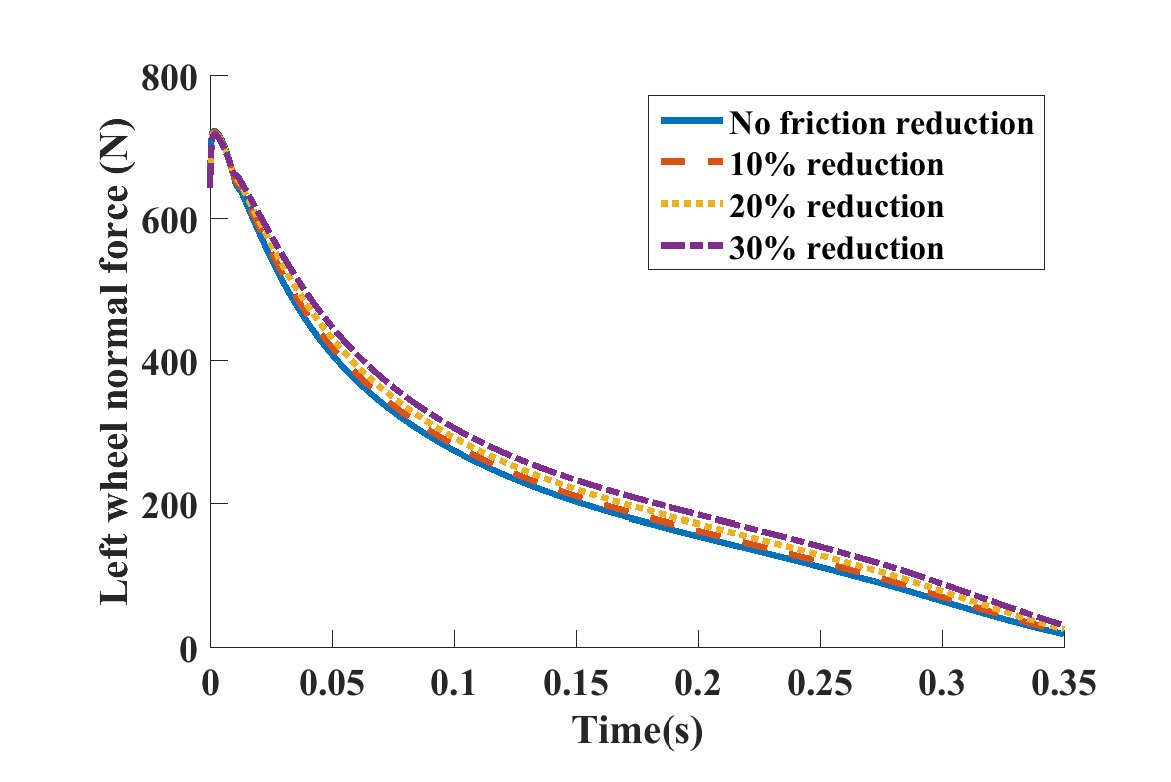 Left wheel normal force (N)
800
600
400
200
0
No friction reduction
10% reduction
20% reduction
30% reduction
0 0.05 0.1 0.15 0.2 0.25 0.3 0.35
Time(s)